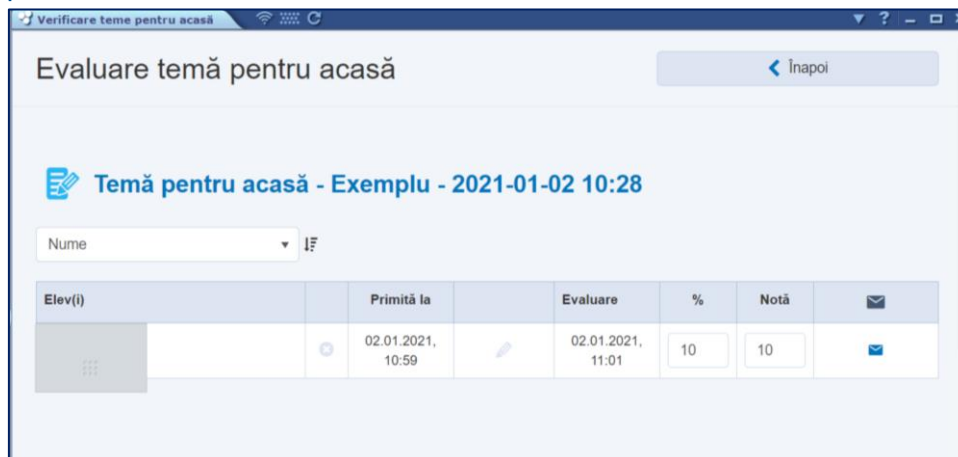 Verificare teme pentru acasă
Evaluare temă pentru acasă
Înapoi
Temă pentru acasă - Exemplu - 2021-01-02 10:28
Nume
Elev(i) Primită la Evaluare % Notă
02.01.2021, 02.01.2021,
10:59 11:01
10 10